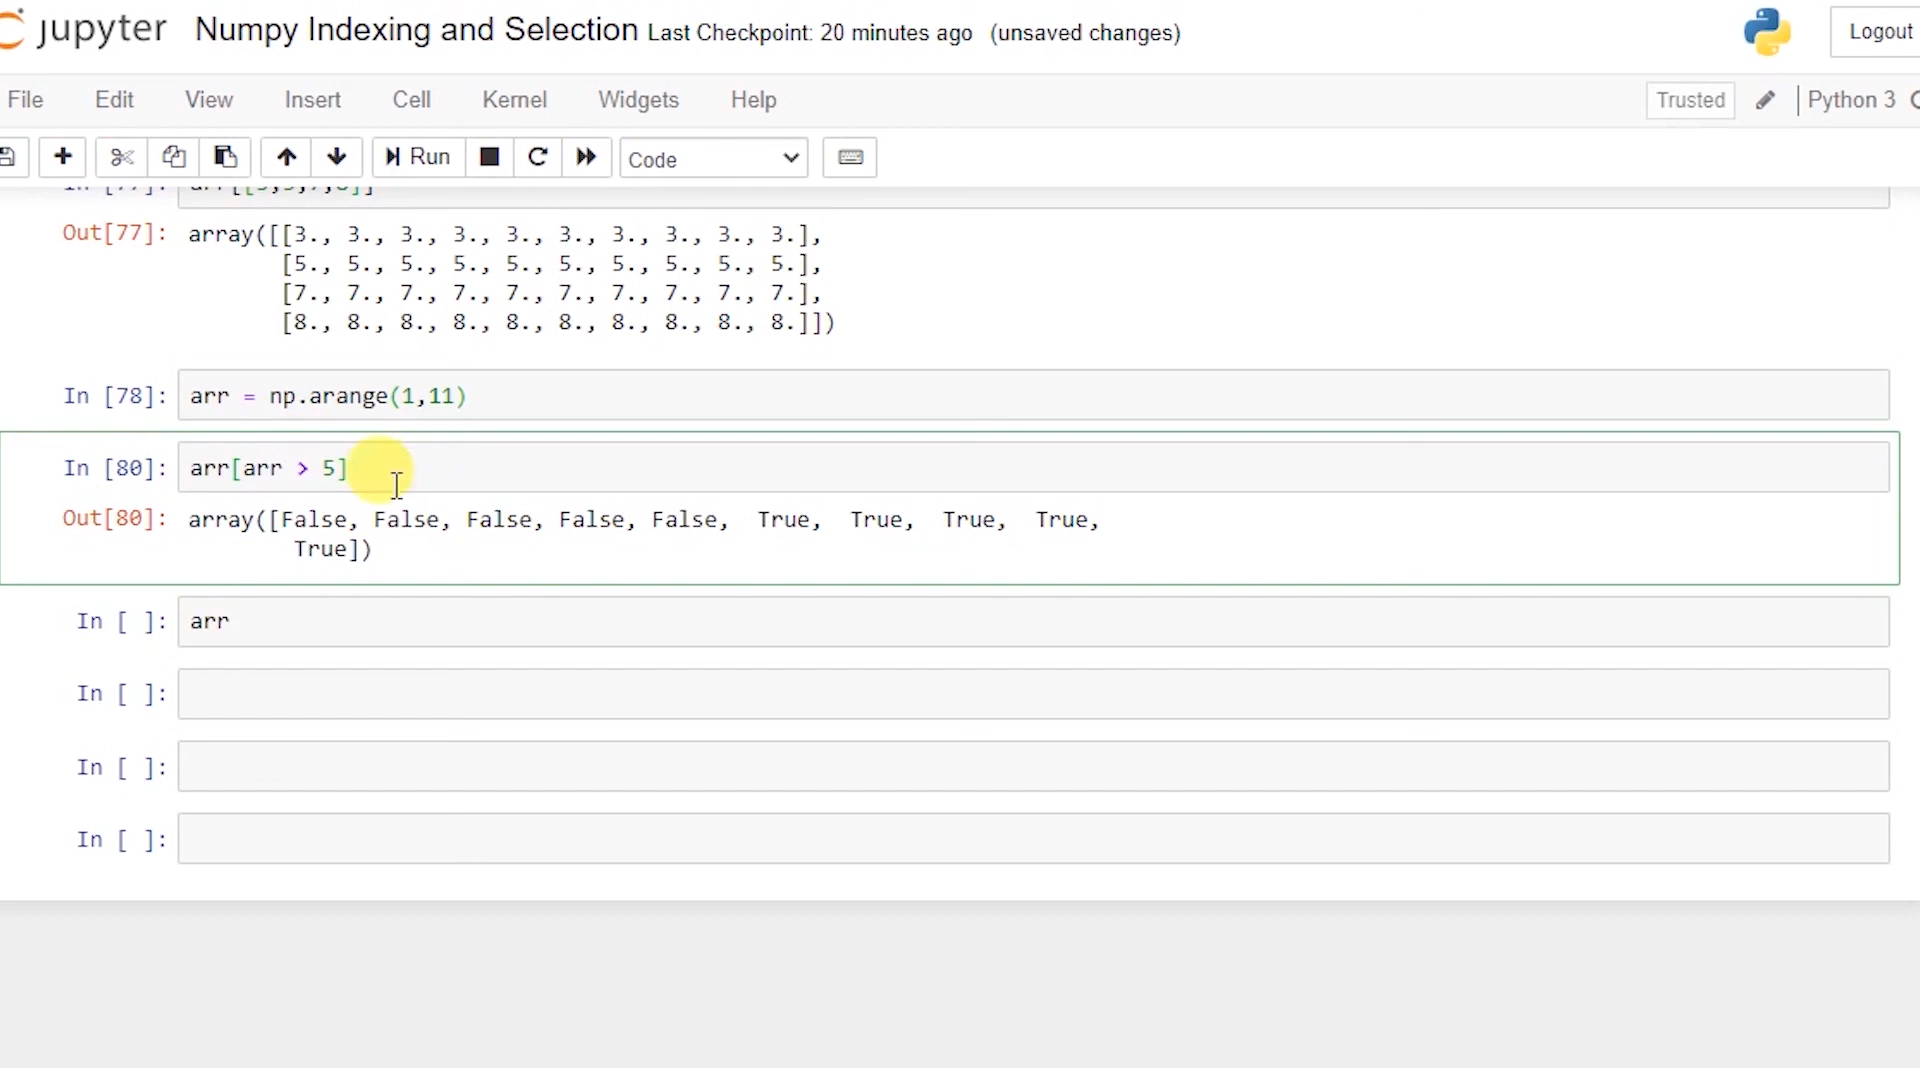 jupyter Numpy Indexing and Selection Last Checkpoint: 20 minutes ago (unsaved changes) Logout
File Edit View Insert Cell Kernel Widgets Help Trusted Python 3
Run Code
Out[77]: array([[3., 3., 3., 3., 3., 3., 3., 3., 3., 3.],
[5., 5., 5., 5., 5., 5., 5., 5., 5., 5.],
[7., 7., 7., 7., 7., 7., 7., 7., 7., 7.],
[8., 8., 8., 8., 8., 8., 8., 8., 8., 8.]])
In [78]: arr = np.arange(1,11)
In [80]: arr[arr > 5]
Out[80]: array([False, False, False, False, False, True, True, True, True,
True])
In [ ]: arr
In [ ]:
In [ ]:
In [ ]: